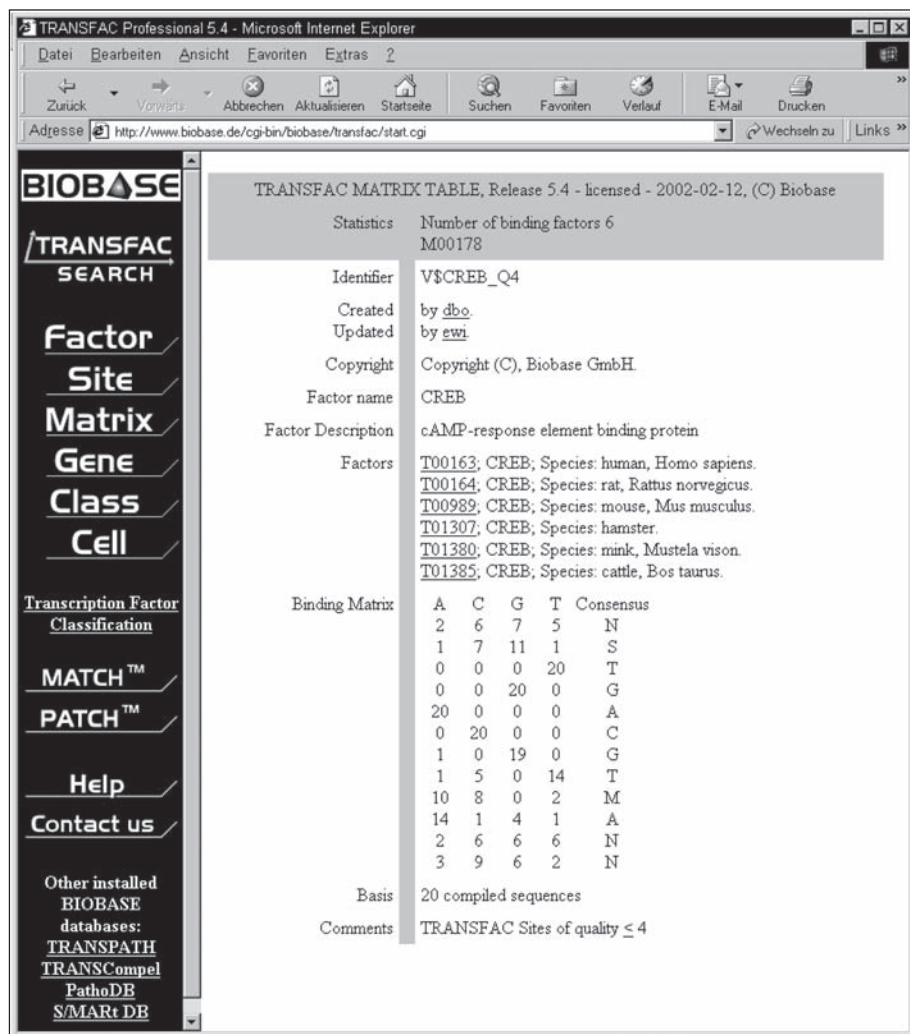 TRANSFAC Professional 5.4 - Microsoft Internet Explorer
Datei Bearbeiten Ansicht Favoriten Extras ?
Zurück Vorwärts Abbrechen Aktualisieren Startseite Suchen Favoriten Verlauf E-Mail Drucken »
Adresse http://www.biobase.de/cgi-bin/biobase/transfac/start.cgi Wechseln zu Links »
BIOBASE
TRANSFAC
SEARCH
Factor
Site
Matrix
Gene
Class
Cell
Transcription Factor
Classification
MATCH™
PATCH™
Help
Contact us
Other installed
BIOBASE
databases:
TRANSPATH
TRANSCompel
PathoDB
S/MARt DB
TRANSFAC MATRIX TABLE, Release 5.4 - licensed - 2002-02-12, (C) Biobase
Statistics Number of binding factors 6
M00178
Identifier V$CREB_Q4
Created by dbo.
Updated by ewi.
Copyright Copyright (C), Biobase GmbH.
Factor name CREB
Factor Description cAMP-response element binding protein
Factors T00163; CREB; Species: human, Homo sapiens.
T00164; CREB; Species: rat, Rattus norvegicus.
T00989; CREB; Species: mouse, Mus musculus.
T01307; CREB; Species: hamster.
T01380; CREB; Species: mink, Mustela vison.
T01385; CREB; Species: cattle, Bos taurus.
Binding Matrix A C G T Consensus
2 6 7 5 N
1 7 11 1 S
0 0 0 20 T
0 0 20 0 G
20 0 0 0 A
0 20 0 0 C
1 0 19 0 G
1 5 0 14 T
10 8 0 2 M
14 1 4 1 A
2 6 6 6 N
3 9 6 2 N
Basis 20 compiled sequences
Comments TRANSFAC Sites of quality ≤ 4